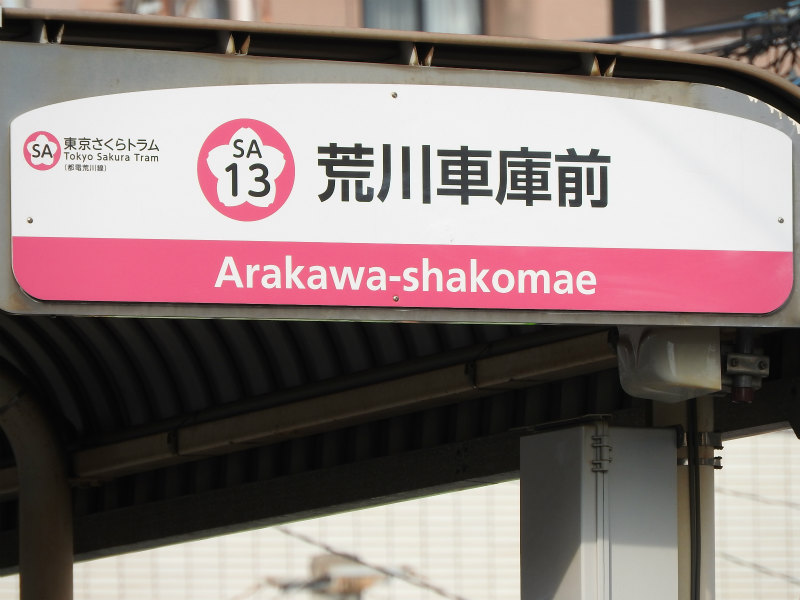 SA
東京さくらトラム
Tokyo Sakura Tram
(都電荒川線)
SA
13
荒川車庫前
Arakawa-shakomae